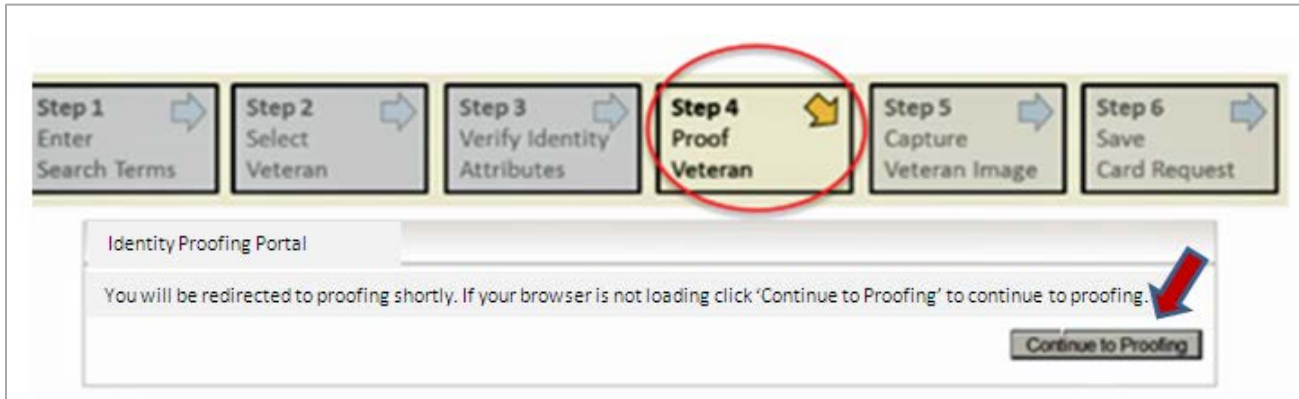 Step 1
Enter
Search Terms
Step 2
Select
Veteran
Step 3
Verify Identity
Attributes
Step 4
Proof
Veteran
Step 5
Capture
Veteran Image
Step 6
Save
Card Request
Identity Proofing Portal
You will be redirected to proofing shortly. If your browser is not loading click ‘Continue to Proofing’ to continue to proofing.
Continue to Proofing